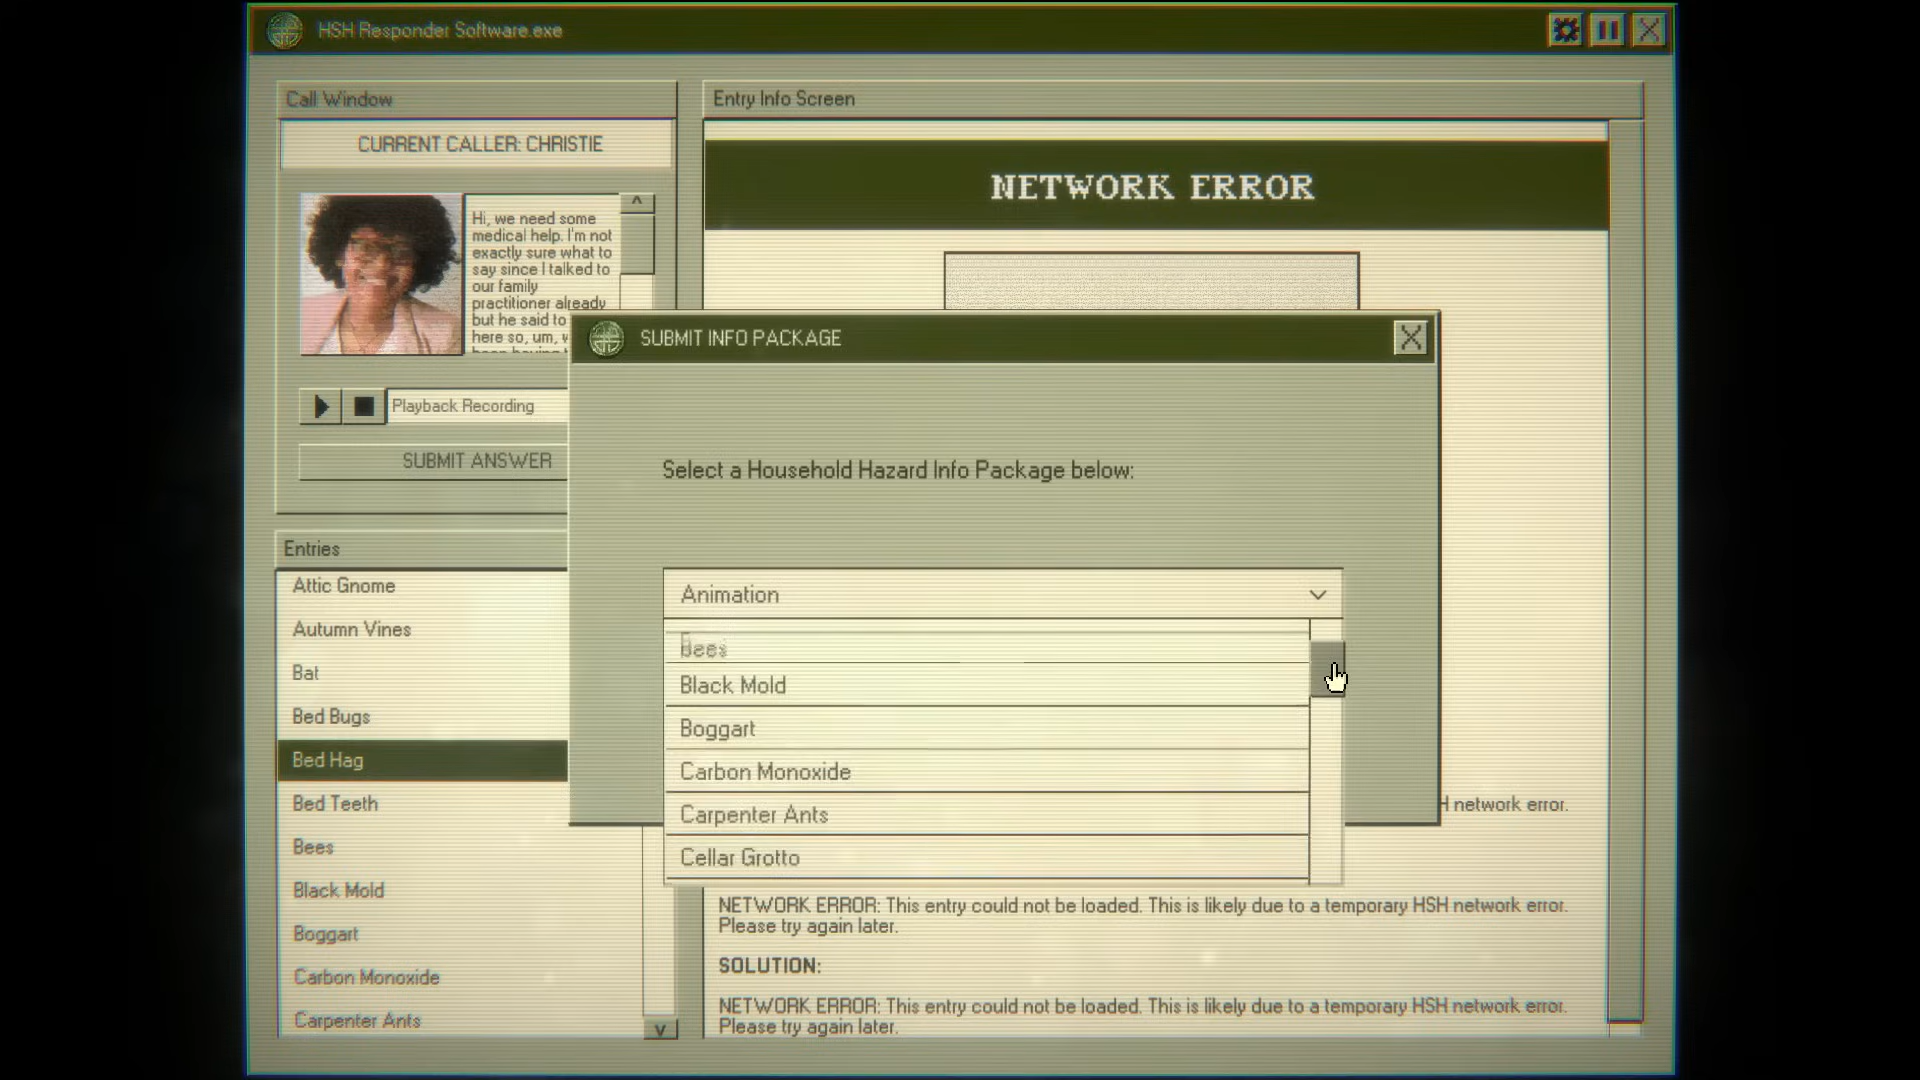 HSH Responder Software.exe
Call Window
CURRENT CALLER: CHRISTIE
Hi, we need some
medical help. I'm not
exactly sure what to
say since I talked to
our family
practitioner already
but he said to
here so, um,
Playback Recording
SUBMIT ANSWER
Entries
Attic Gnome
Autumn Vines
Bat
Bed Bugs
Bed Hag
Bed Teeth
Bees
Black Mold
Boggart
Carbon Monoxide
Carpenter Ants
Entry Info Screen
NETWORK ERROR
SUBMIT INFO PACKAGE
Select a Household Hazard Info Package below:
Animation
Bees
Black Mold
Boggart
Carbon Monoxide
Carpenter Ants
Cellar Grotto
network error.
NETWORK ERROR: This entry could not be loaded. This is likely due to a temporary HSH network error.
Please try again later.
SOLUTION:
NETWORK ERROR: This entry could not be loaded. This is likely due to a temporary HSH network error.
Please try again later.